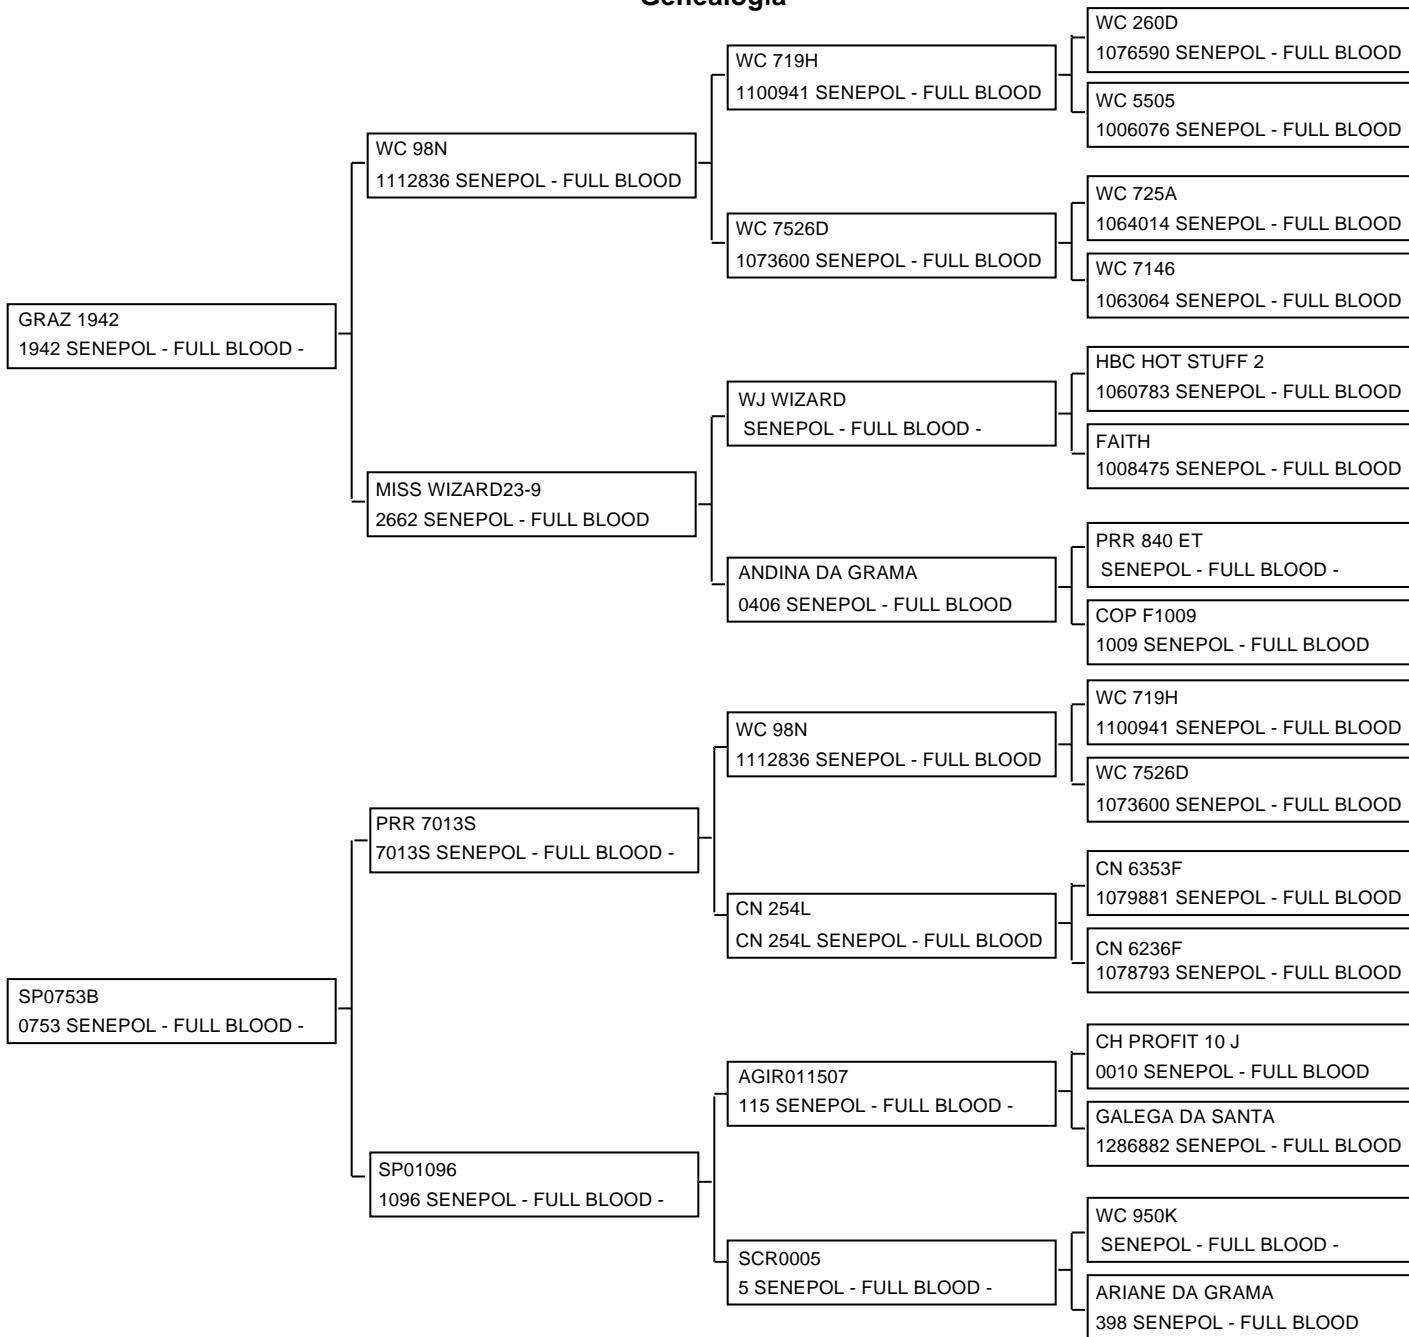 Genealogia
WC 260D
1076590 SENEPOL - FULL BLOOD
WC 719H
1100941 SENEPOL - FULL BLOOD
WC 5505
1006076 SENEPOL - FULL BLOOD
WC 98N
1112836 SENEPOL - FULL BLOOD
WC 725A
1064014 SENEPOL - FULL BLOOD
WC 7526D
1073600 SENEPOL - FULL BLOOD
WC 7146
1063064 SENEPOL - FULL BLOOD
GRAZ 1942
1942 SENEPOL - FULL BLOOD -
HBC HOT STUFF 2
1060783 SENEPOL - FULL BLOOD
WJ WIZARD
SENEPOL - FULL BLOOD -
FAITH
1008475 SENEPOL - FULL BLOOD
MISS WIZARD23-9
2662 SENEPOL - FULL BLOOD
PRR 840 ET
SENEPOL - FULL BLOOD -
ANDINA DA GRAMA
0406 SENEPOL - FULL BLOOD
COP F1009
1009 SENEPOL - FULL BLOOD
WC 719H
1100941 SENEPOL - FULL BLOOD
WC 98N
1112836 SENEPOL - FULL BLOOD
WC 7526D
1073600 SENEPOL - FULL BLOOD
PRR 7013S
7013S SENEPOL - FULL BLOOD -
CN 6353F
1079881 SENEPOL - FULL BLOOD
CN 254L
CN 254L SENEPOL - FULL BLOOD
CN 6236F
1078793 SENEPOL - FULL BLOOD
SP0753B
0753 SENEPOL - FULL BLOOD -
CH PROFIT 10 J
0010 SENEPOL - FULL BLOOD
AGIR011507
115 SENEPOL - FULL BLOOD -
GALEGA DA SANTA
1286882 SENEPOL - FULL BLOOD
SP01096
1096 SENEPOL - FULL BLOOD -
WC 950K
SENEPOL - FULL BLOOD -
SCR0005
5 SENEPOL - FULL BLOOD -
ARIANE DA GRAMA
398 SENEPOL - FULL BLOOD